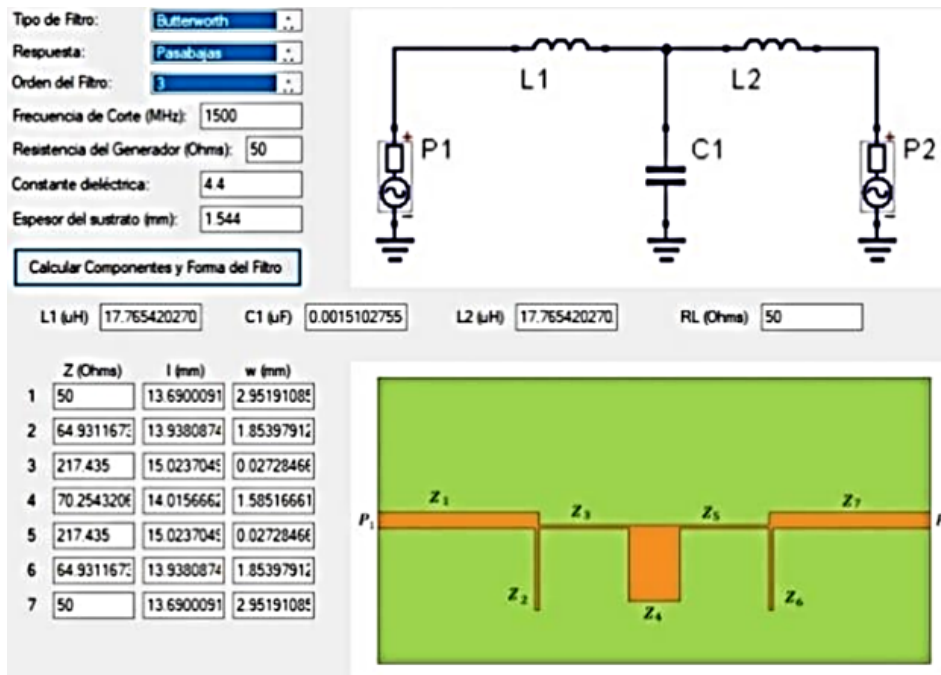 Tipo de Filtro: Butterworth
Respuesta: Pasabajas
Orden del Filtro: 3
Frecuencia de Corte (MHz): 1500
Resistencia del Generador (Ohms): 50
Constante dieléctrica: 4.4
Espesor del sustrato (mm): 1.544
Calcular Componentes y Forma del Filtro
L1 L2
P1 C1 P2
L1 (uH) 17.765420270 C1 (uF) 0.0015102755 L2 (uH) 17.765420270 RL (Ohms) 50
Z (Ohms) l (mm) w (mm)
1 50 13.6900091 2.95191085
2 64.9311673 13.9380874 1.85397912
3 217.435 15.0237049 0.02728466
4 70.2543206 14.0156662 1.58516661
5 217.435 15.0237049 0.02728466
6 64.9311673 13.9380874 1.85397912
7 50 13.6900091 2.95191085
Z1 Z3 Z5 Z7
P1
Z2 Z4 Z6